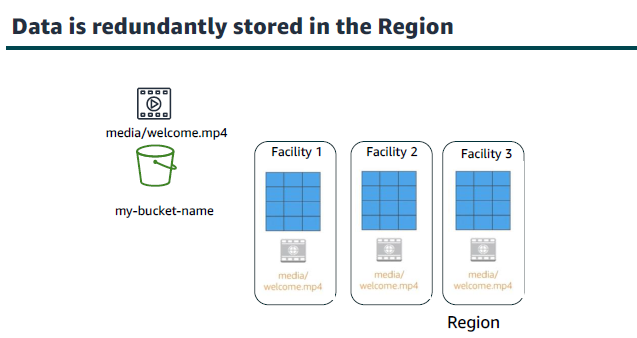 Data is redundantly stored in the Region
media/welcome.mp4
my-bucket-name
Facility 1
media/
welcome.mp4
Facility 2
media/
welcome.mp4
Facility 3
media/
welcome.mp4
Region